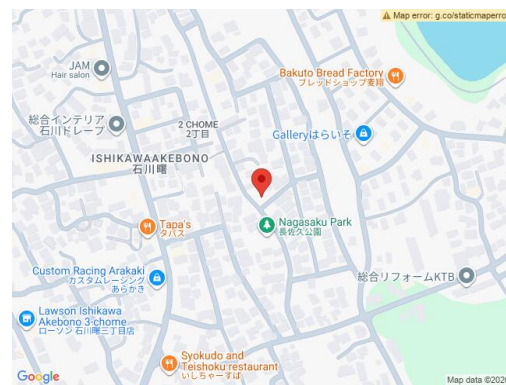 Map error: g.co/staticmaperro
JAM
Hair salon
Bakuto Bread Factory
ブレッドショップ麦翔
総合インテリア
石川ドレープ
2 CHOME
2丁目
Galleryはらいそ
ISHIKAWAAKEBONO
石川曙
Tapa's
タパス
Nagasaku Park
長佐久公園
Custom Racing Arakaki
カスタムレーシング
あらかき
総合リフォームKTB
Lawson Ishikawa
Akebono 3-chome
ローソン 石川曙三丁目店
Syokudo and
Teishoku restaurant
いしちゃーすば
Google
Map data ©2026